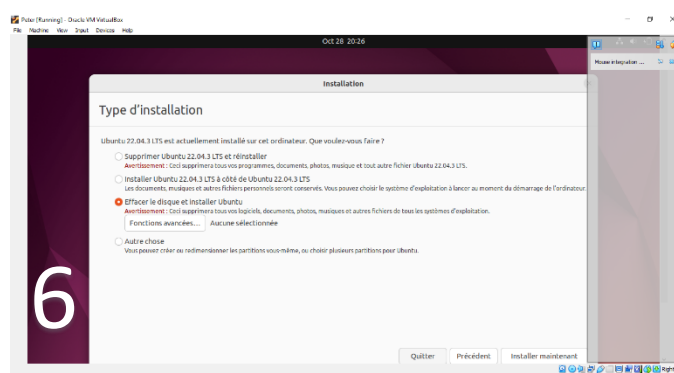 Peter [Running] - Oracle VM VirtualBox
File Machine View Input Devices Help
Oct 28 20:26
Mouse integration ...
Installation
Type d'installation
Ubuntu 22.04.3 LTS est actuellement installé sur cet ordinateur. Que voulez-vous faire ?
Supprimer Ubuntu 22.04.3 LTS et réinstaller
Avertissement : Ceci supprimera tous vos programmes, documents, photos, musique et tout autre fichier Ubuntu 22.04.3 LTS.
Installer Ubuntu 22.04.3 LTS à côté de Ubuntu 22.04.3 LTS
Les documents, musiques et autres fichiers personnels seront conservés. Vous pouvez choisir le système d'exploitation à lancer au moment du démarrage de l'ordinateur.
Effacer le disque et installer Ubuntu
Avertissement : Ceci supprimera tous vos logiciels, documents, photos, musiques et autres fichiers de tous les systèmes d'exploitation.
Fonctions avancées... Aucune sélectionnée
Autre chose
Vous pouvez créer ou redimensionner les partitions vous-même, ou choisir plusieurs partitions pour Ubuntu.
6
Quitter Précédent Installer maintenant
Right